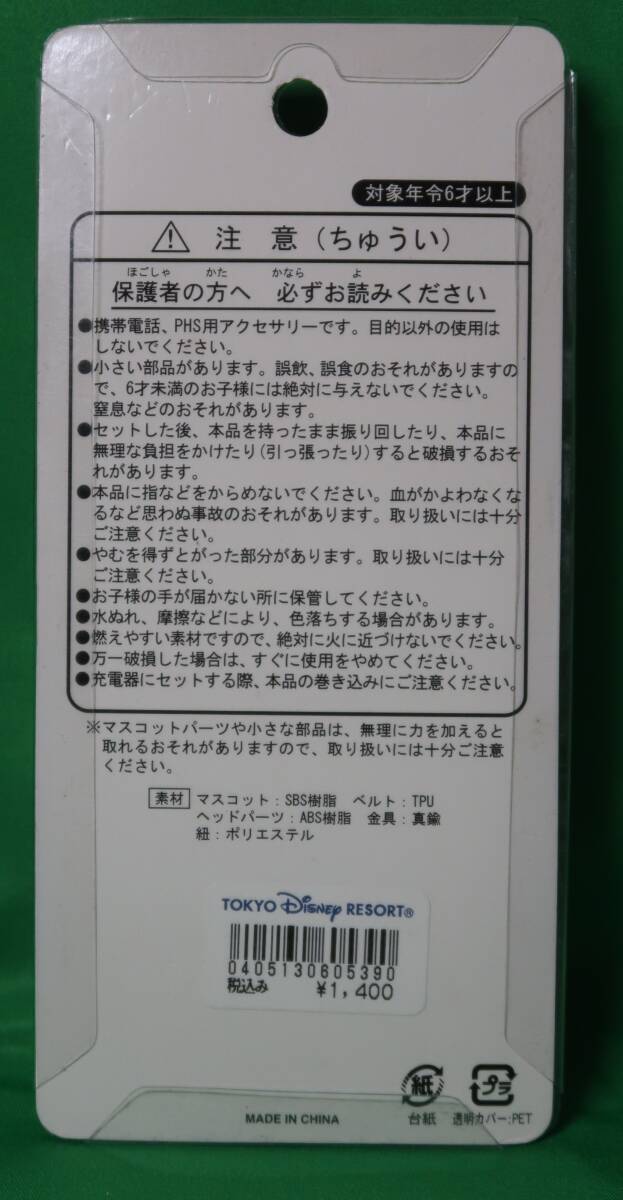 対象年令6才以上
⚠ 注 意（ちゅうい）
ほごしゃ かた かなら よ
保護者の方へ 必ずお読みください
●携帯電話、PHS用アクセサリーです。目的以外の使用は
しないでください。
●小さい部品があります。誤飲、誤食のおそれがありますの
で、6才未満のお子様には絶対に与えないでください。
窒息などのおそれがあります。
●セットした後、本品を持ったまま振り回したり、本品に
無理な負担をかけたり(引っ張ったり)すると破損するおそ
れがあります。
●本品に指などをからめないでください。血がかよわなくな
るなど思わぬ事故のおそれがあります。取り扱いには十分
ご注意ください。
●やむを得ずとがった部分があります。取り扱いには十分
ご注意ください。
●お子様の手が届かない所に保管してください。
●水ぬれ、摩擦などにより、色落ちする場合があります。
●燃えやすい素材ですので、絶対に火に近づけないでください。
●万一破損した場合は、すぐに使用をやめてください。
●充電器にセットする際、本品の巻き込みにご注意ください。
※マスコットパーツや小さな部品は、無理に力を加えると
取れるおそれがありますので、取り扱いには十分ご注意
ください。
素材 マスコット：SBS樹脂 ベルト：TPU
ヘッドパーツ：ABS樹脂 金具：真鍮
紐：ポリエステル
TOKYO Disney RESORT®
0405130605390
税込み ¥1,400
紙 プラ
台紙 透明カバー:PET
MADE IN CHINA